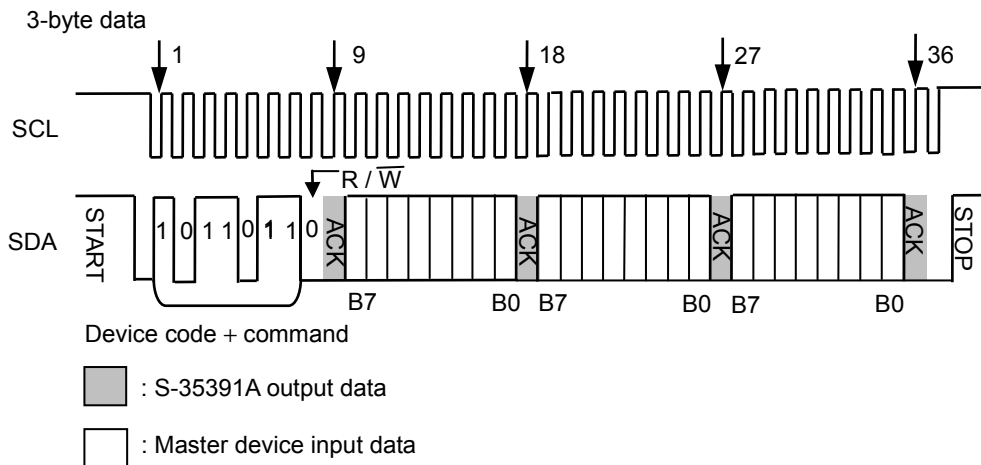 3-byte data
1 9 18 27 36
SCL
R / W
SDA START 1 0 1 1 0 1 1 0 ACK ACK ACK ACK STOP
B7 B0 B7 B0 B7 B0
Device code + command
: S-35391A output data
: Master device input data